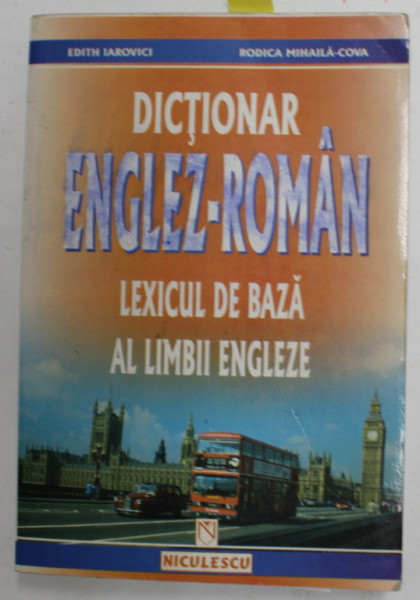 EDITH IAROVICI RODICA MIHAILĂ-COVA
DICȚIONAR
ENGLEZ-ROMÂN
LEXICUL DE BAZĂ
AL LIMBII ENGLEZE
N
NICULESCU